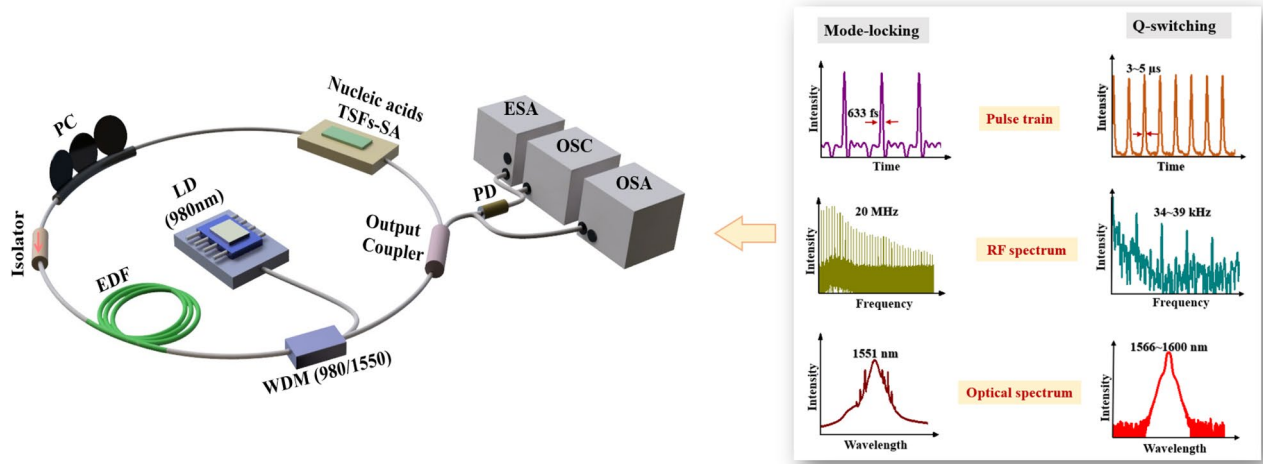 PC
Nucleic acids
TSFs-SA
ESA
OSC
OSA
PD
LD
(980nm)
Output
Coupler
Isolator
EDF
WDM (980/1550)
Mode-locking
Q-switching
Intensity
633 fs
Time
Pulse train
Intensity
3~5 µs
Time
Intensity
20 MHz
Frequency
RF spectrum
Intensity
34~39 kHz
Frequency
Intensity
1551 nm
Wavelength
Optical spectrum
Intensity
1566~1600 nm
Wavelength